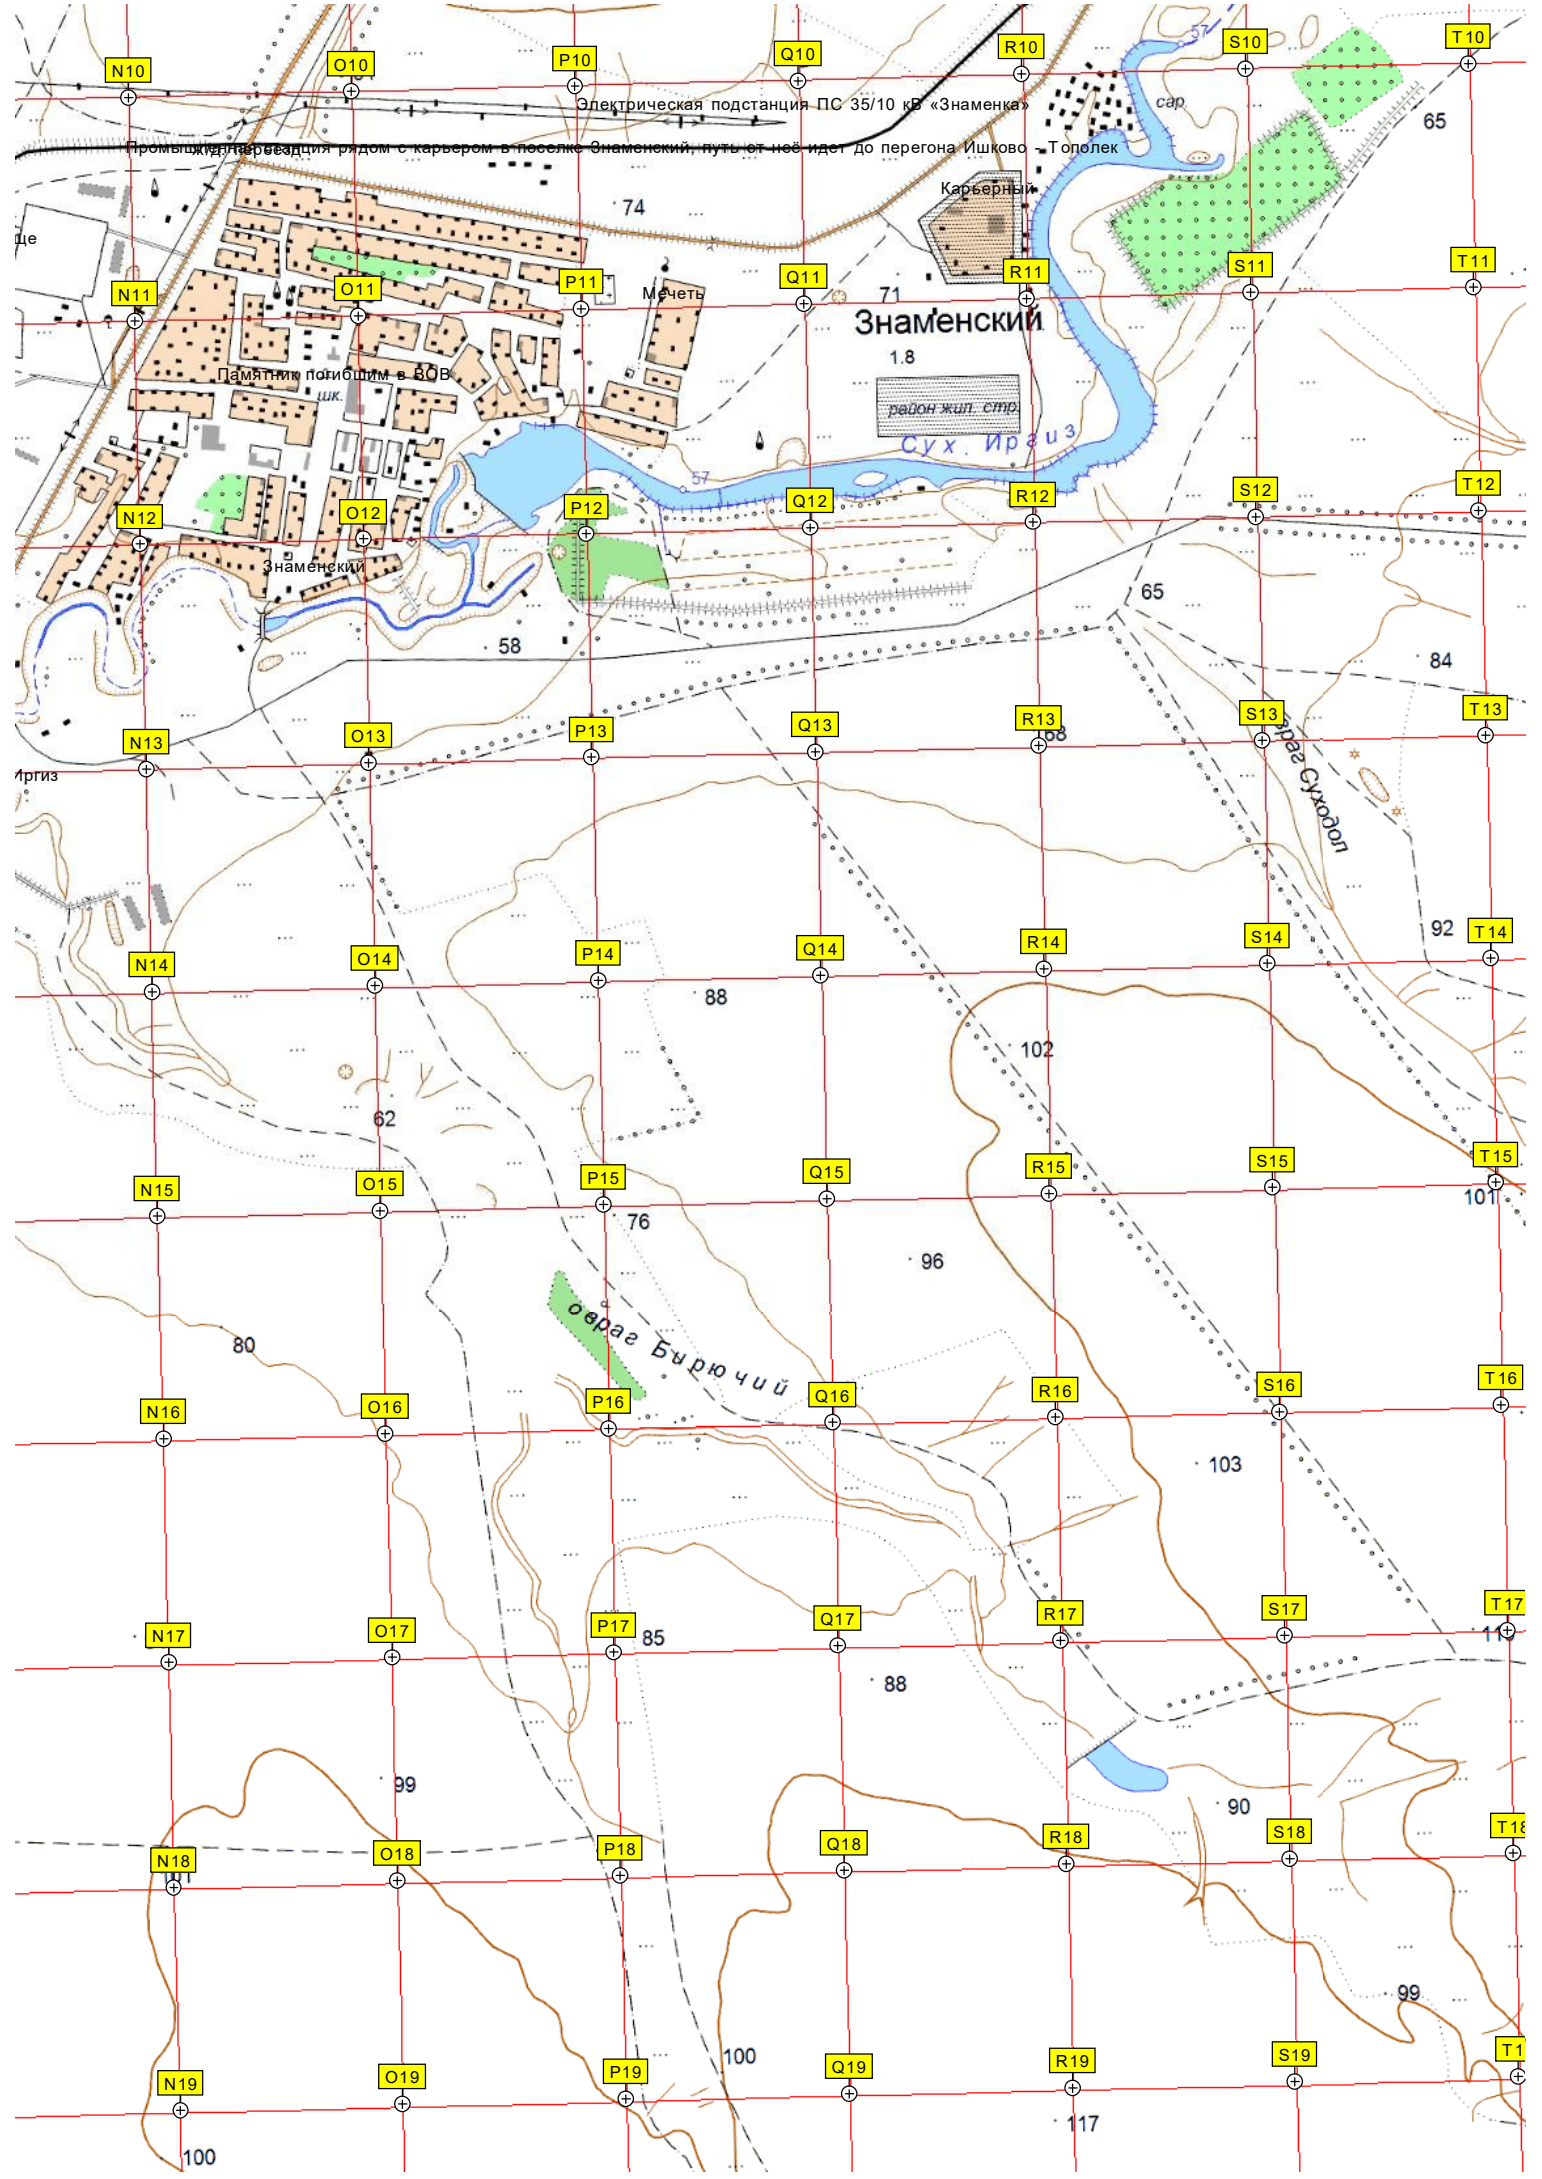 57
N10
O10
P10
Q10
R10
S10
T10
Электрическая подстанция ПС 35/10 кВ «Знаменка»
сар.
65
Промышленная станция рядом с карьером в поселке Знаменский, путь от неё идет до перегона Ишково - Тополек
Карьерный
74
ще
N11
O11
P11
Мечеть
Q11
71
R11
S11
T11
Знаменский
1.8
Памятник погибшим в ВОВ
шк.
район жил. стр.
Сух. Иргиз
57
N12
O12
P12
Q12
R12
S12
T12
Знаменский
65
58
84
N13
O13
P13
Q13
R13
68
S13
T13
Иргиз
овраг Суходол
92
N14
O14
P14
Q14
R14
S14
T14
88
102
62
N15
O15
P15
Q15
R15
S15
T15
76
101
96
овраг Бирючий
80
N16
O16
P16
Q16
R16
S16
T16
103
N17
O17
P17
85
Q17
R17
S17
T17
88
99
90
N18
O18
P18
Q18
R18
S18
T18
99
100
N19
O19
P19
Q19
R19
S19
T1
117
100